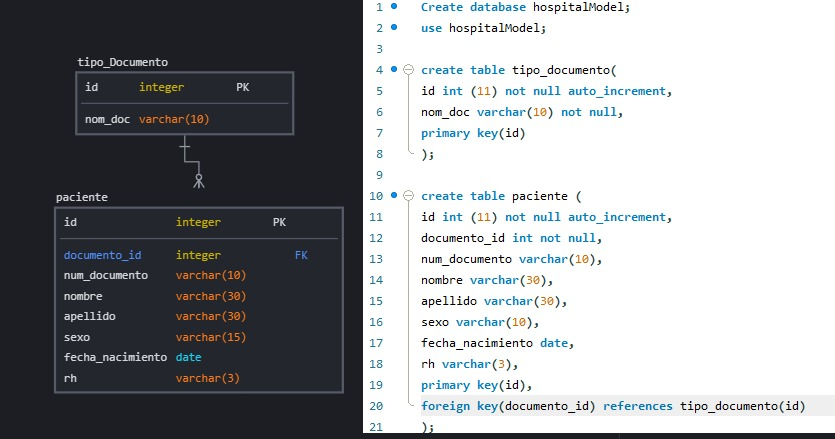 tipo_Documento
id integer PK
nom_doc varchar(10)
paciente
id integer PK
documento_id integer FK
num_documento varchar(10)
nombre varchar(30)
apellido varchar(30)
sexo varchar(15)
fecha_nacimiento date
rh varchar(3)
1 Create database hospitalModel;
2 use hospitalModel;
3
4 create table tipo_documento(
5 id int (11) not null auto_increment,
6 nom_doc varchar(10) not null,
7 primary key(id)
8 );
9
10 create table paciente (
11 id int (11) not null auto_increment,
12 documento_id int not null,
13 num_documento varchar(10),
14 nombre varchar(30),
15 apellido varchar(30),
16 sexo varchar(10),
17 fecha_nacimiento date,
18 rh varchar(3),
19 primary key(id),
20 foreign key(documento_id) references tipo_documento(id)
21 );